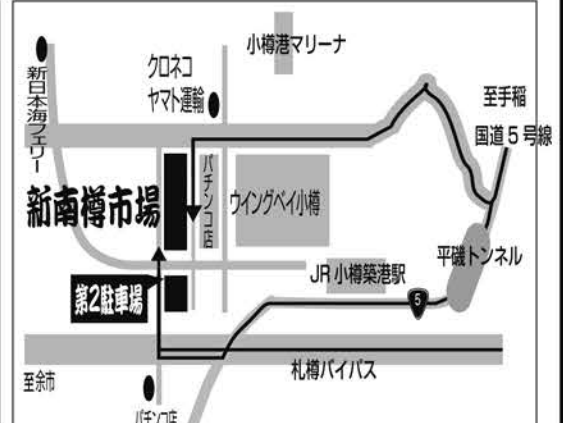 小樽港マリーナ
クロネコ
ヤマト運輸
新日本海フェリー
至手稲
国道5号線
新南樽市場
パチンコ店
ウイングベイ小樽
平磯トンネル
JR小樽築港駅
第2駐車場
5
札樽バイパス
至余市
パチンコ店